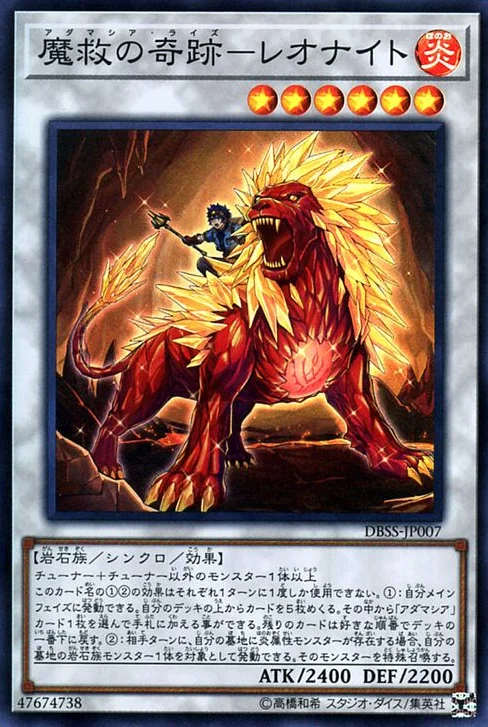 アダマシア・ライズ
魔救の奇跡－レオナイト
ほのお
炎
DBSS-JP007
【岩石族／シンクロ／効果】
チューナー＋チューナー以外のモンスター1体以上
このカード名の①②の効果はそれぞれ1ターンに1度しか使用できない。①：自分メイン
フェイズに発動できる。自分のデッキの上からカードを5枚めくる。その中から「アダマシア」
カード1枚を選んで手札に加える事ができる。残りのカードは好きな順番でデッキの
一番下に戻す。②：相手ターンに、自分の墓地に炎属性モンスターが存在する場合、自分の
墓地の岩石族モンスター1体を対象として発動できる。そのモンスターを特殊召喚する。
ATK/2400 DEF/2200
47674738
©高橋和希 スタジオ・ダイス/集英社